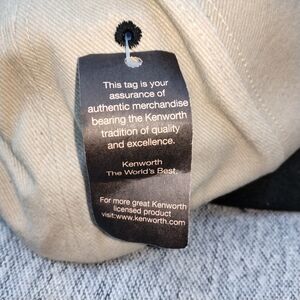 This tag is your
assurance of
authentic merchandise
bearing the Kenworth
tradition of quality
and excellence.
Kenworth
The World's Best.
For more great Kenworth
licensed product
visit:www.kenworth.com.